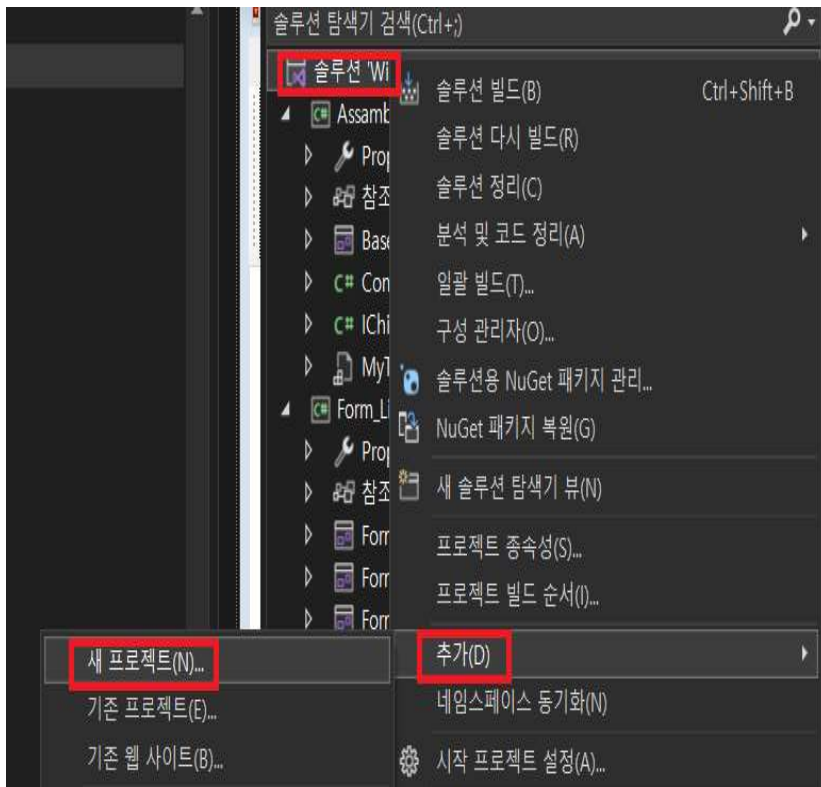 솔루션 탐색기 검색(Ctrl+;)
솔루션 'Wi
솔루션 빌드(B) Ctrl+Shift+B
C# Assamb
솔루션 다시 빌드(R)
Prop
솔루션 정리(C)
참조
분석 및 코드 정리(A)
Base
일괄 빌드(T)...
C# Con
구성 관리자(O)...
C# IChi
솔루션용 NuGet 패키지 관리...
MyT
NuGet 패키지 복원(G)
C# Form_Li
Prop
새 솔루션 탐색기 뷰(N)
참조
프로젝트 종속성(S)...
Forr
프로젝트 빌드 순서(I)...
Forr
Forr
추가(D)
새 프로젝트(N)...
네임스페이스 동기화(N)
기존 프로젝트(E)...
시작 프로젝트 설정(A)...
기존 웹 사이트(B)...